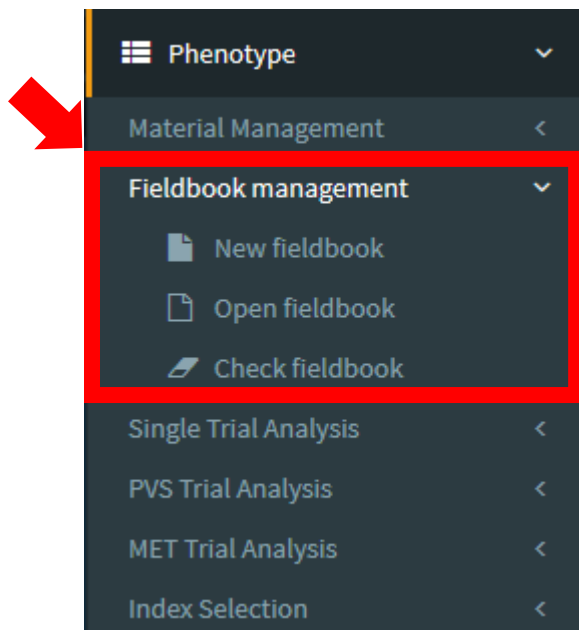 Phenotype
Material Management
Fieldbook management
New fieldbook
Open fieldbook
Check fieldbook
Single Trial Analysis
PVS Trial Analysis
MET Trial Analysis
Index Selection